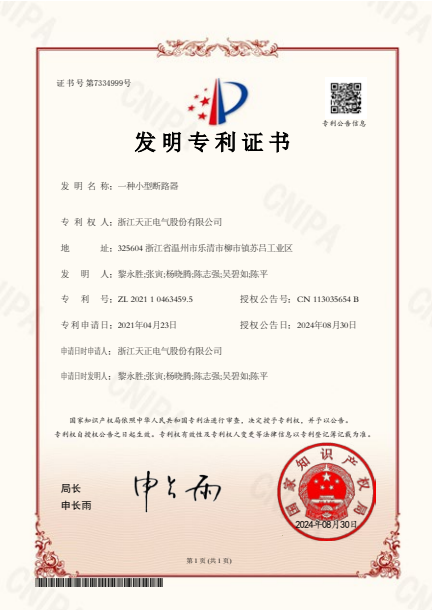 证书号第7334999号
专利公告信息
发明专利证书
发明名称：一种小型断路器
专利权人：浙江天正电气股份有限公司
地址：325604 浙江省温州市乐清市柳市镇苏吕工业区
发明人：黎永胜;张寅;杨晓腾;陈志强;吴碧如;陈平
专利号：ZL 2021 1 0463459.5 授权公告号：CN 113035654 B
专利申请日：2021年04月23日 授权公告日：2024年08月30日
申请日时申请人：浙江天正电气股份有限公司
申请日时发明人：黎永胜;张寅;杨晓腾;陈志强;吴碧如;陈平
国家知识产权局依照中华人民共和国专利法进行审查，决定授予专利权，并予以公告。
专利权自授权公告之日起生效。专利权有效性及专利权人变更等法律信息以专利登记簿记载为准。
局长
申长雨
申长雨
国家知识产权局
2024年08月30日
第 1 页 (共 1 页)
CNIPA
CNIPA
CNIPA
CNIPA
CNIPA
CNIPA
CNIPA